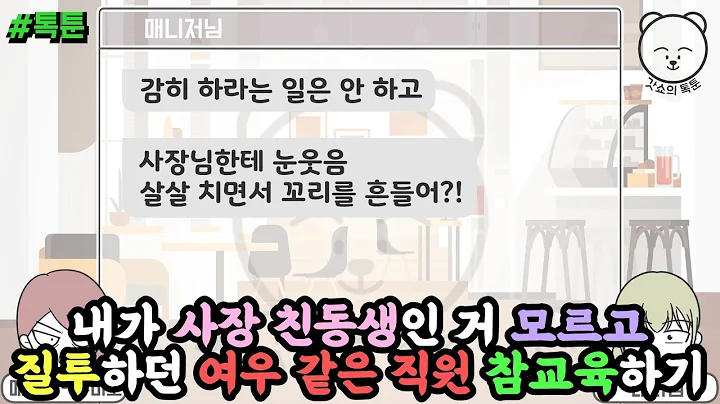 #톡툰
매니저님
갓쇼의 톡툰
감히 하라는 일은 안 하고
사장님한테 눈웃음
살살 치면서 꼬리를 흔들어?!
내가 사장 친동생인 거 모르고
질투하던 여우 같은 직원 참교육하기